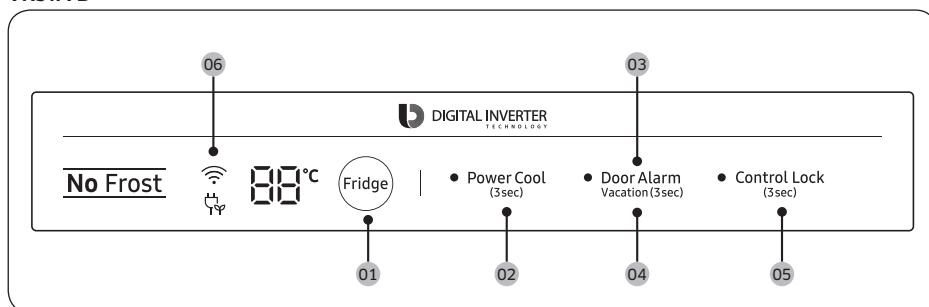 06
03
DIGITAL INVERTER
TECHNOLOGY
No Frost
88°C
Fridge
Power Cool
(3sec)
Door Alarm
Vacation (3sec)
Control Lock
(3sec)
01
02
04
05